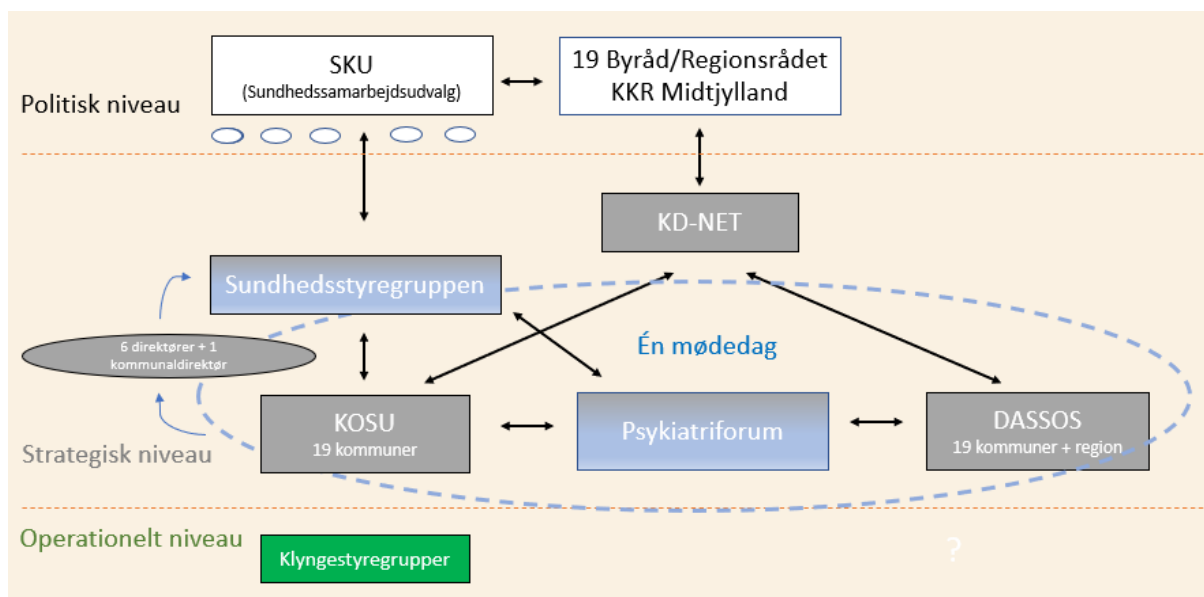 SKU
(Sundhedssamarbejdsudvalg)
19 Byråd/Regionsrådet
KKR Midtjylland
Politisk niveau
KD-NET
Sundhedsstyregruppen
6 direktører + 1
kommunaldirektør
Én mødedag
KOSU
19 kommuner
Psykiatriforum
DASSOS
19 kommuner + region
Strategisk niveau
Operationelt niveau
Klyngestyregrupper
?